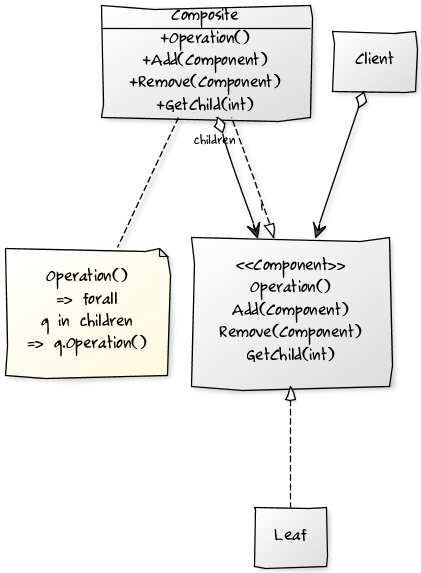 Composite
+Operation()
+Add(Component)
+Remove(Component)
+GetChild(int)
Client
children
<<Component>>
Operation()
Add(Component)
Remove(Component)
GetChild(int)
Operation()
=> forall
g in children
=> g.Operation()
Leaf